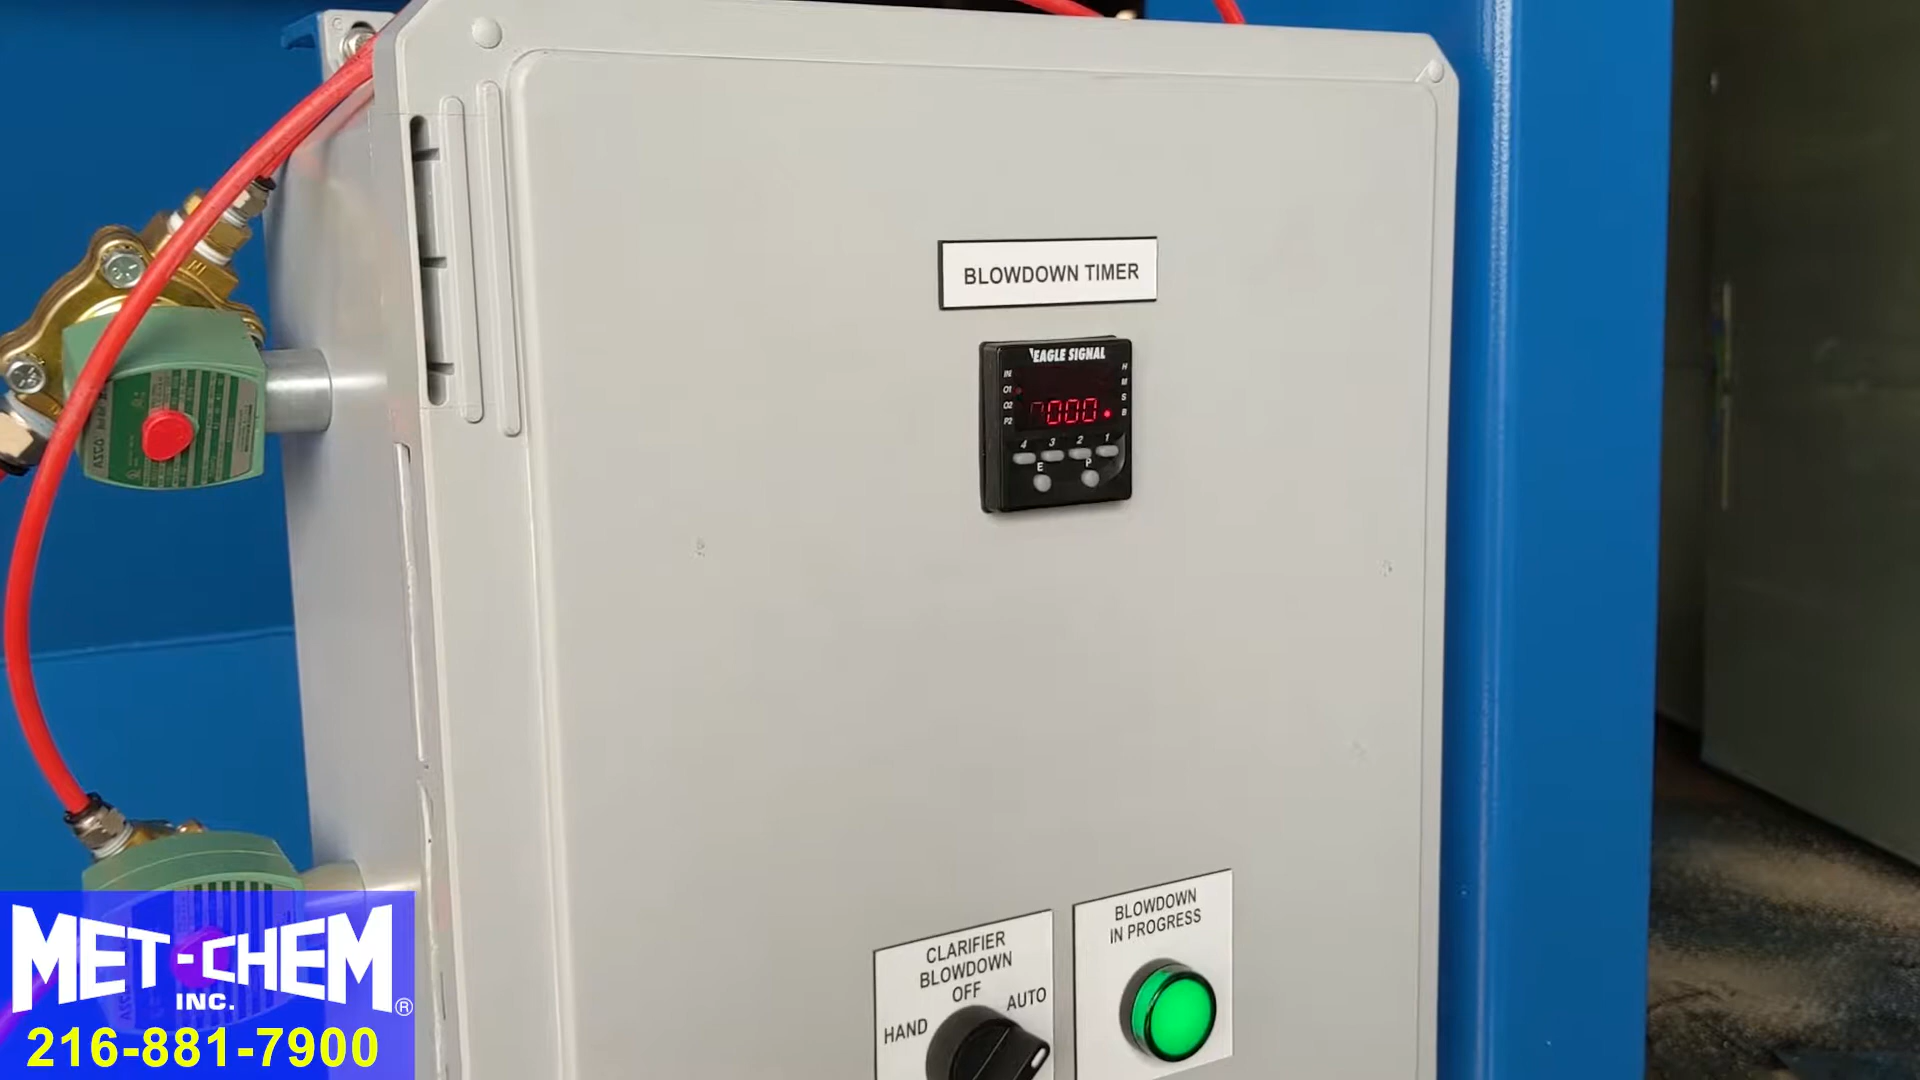 BLOWDOWN TIMER
EAGLE SIGNAL
IN
O1
O2
P2
H
M
S
B
000
4 3 2 1
E P
CLARIFIER
BLOWDOWN
OFF
HAND
AUTO
BLOWDOWN
IN PROGRESS
MET-CHEM
INC.®
216-881-7900